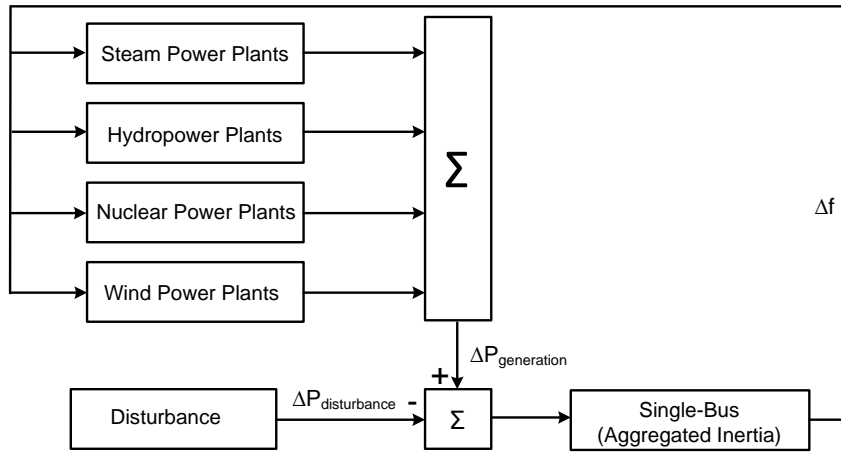 Steam Power Plants
Hydropower Plants
Σ
Nuclear Power Plants
Δf
Wind Power Plants
ΔPgeneration
+
ΔPdisturbance
-
Disturbance
Σ
Single-Bus
(Aggregated Inertia)